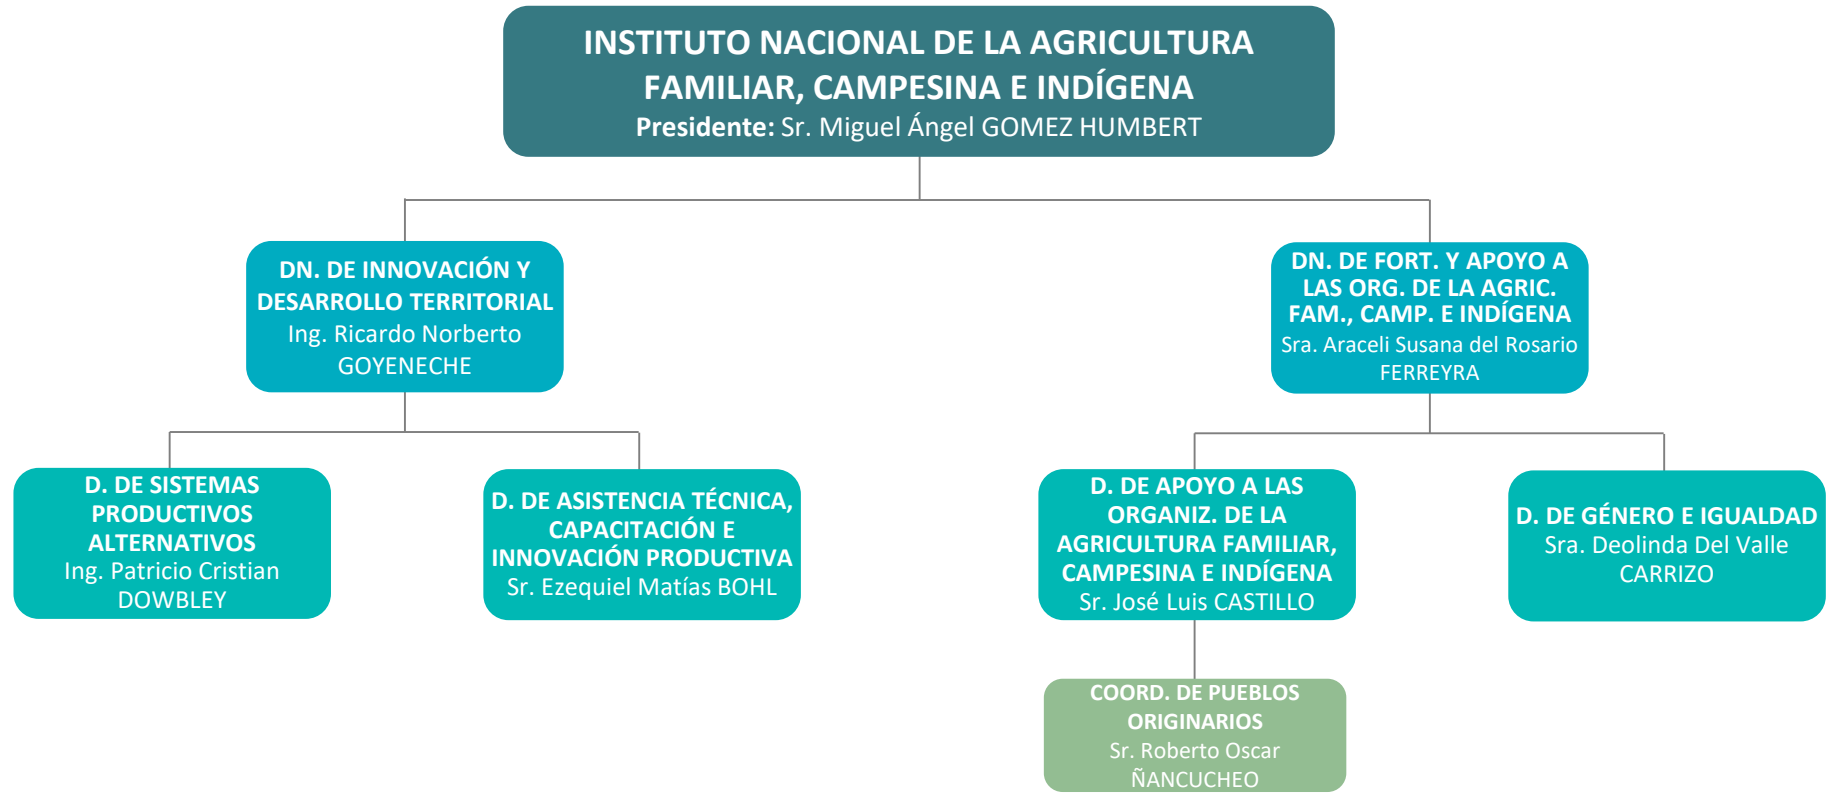 INSTITUTO NACIONAL DE LA AGRICULTURA
FAMILIAR, CAMPESINA E INDÍGENA
Presidente: Sr. Miguel Ángel GOMEZ HUMBERT
DN. DE INNOVACIÓN Y
DESARROLLO TERRITORIAL
Ing. Ricardo Norberto
GOYENECHE
DN. DE FORT. Y APOYO A
LAS ORG. DE LA AGRIC.
FAM., CAMP. E INDÍGENA
Sra. Araceli Susana del Rosario
FERREYRA
D. DE SISTEMAS
PRODUCTIVOS
ALTERNATIVOS
Ing. Patricio Cristian
DOWBLEY
D. DE ASISTENCIA TÉCNICA,
CAPACITACIÓN E
INNOVACIÓN PRODUCTIVA
Sr. Ezequiel Matías BOHL
D. DE APOYO A LAS
ORGANIZ. DE LA
AGRICULTURA FAMILIAR,
CAMPESINA E INDÍGENA
Sr. José Luis CASTILLO
D. DE GÉNERO E IGUALDAD
Sra. Deolinda Del Valle
CARRIZO
COORD. DE PUEBLOS
ORIGINARIOS
Sr. Roberto Oscar
ÑANCUCHEO